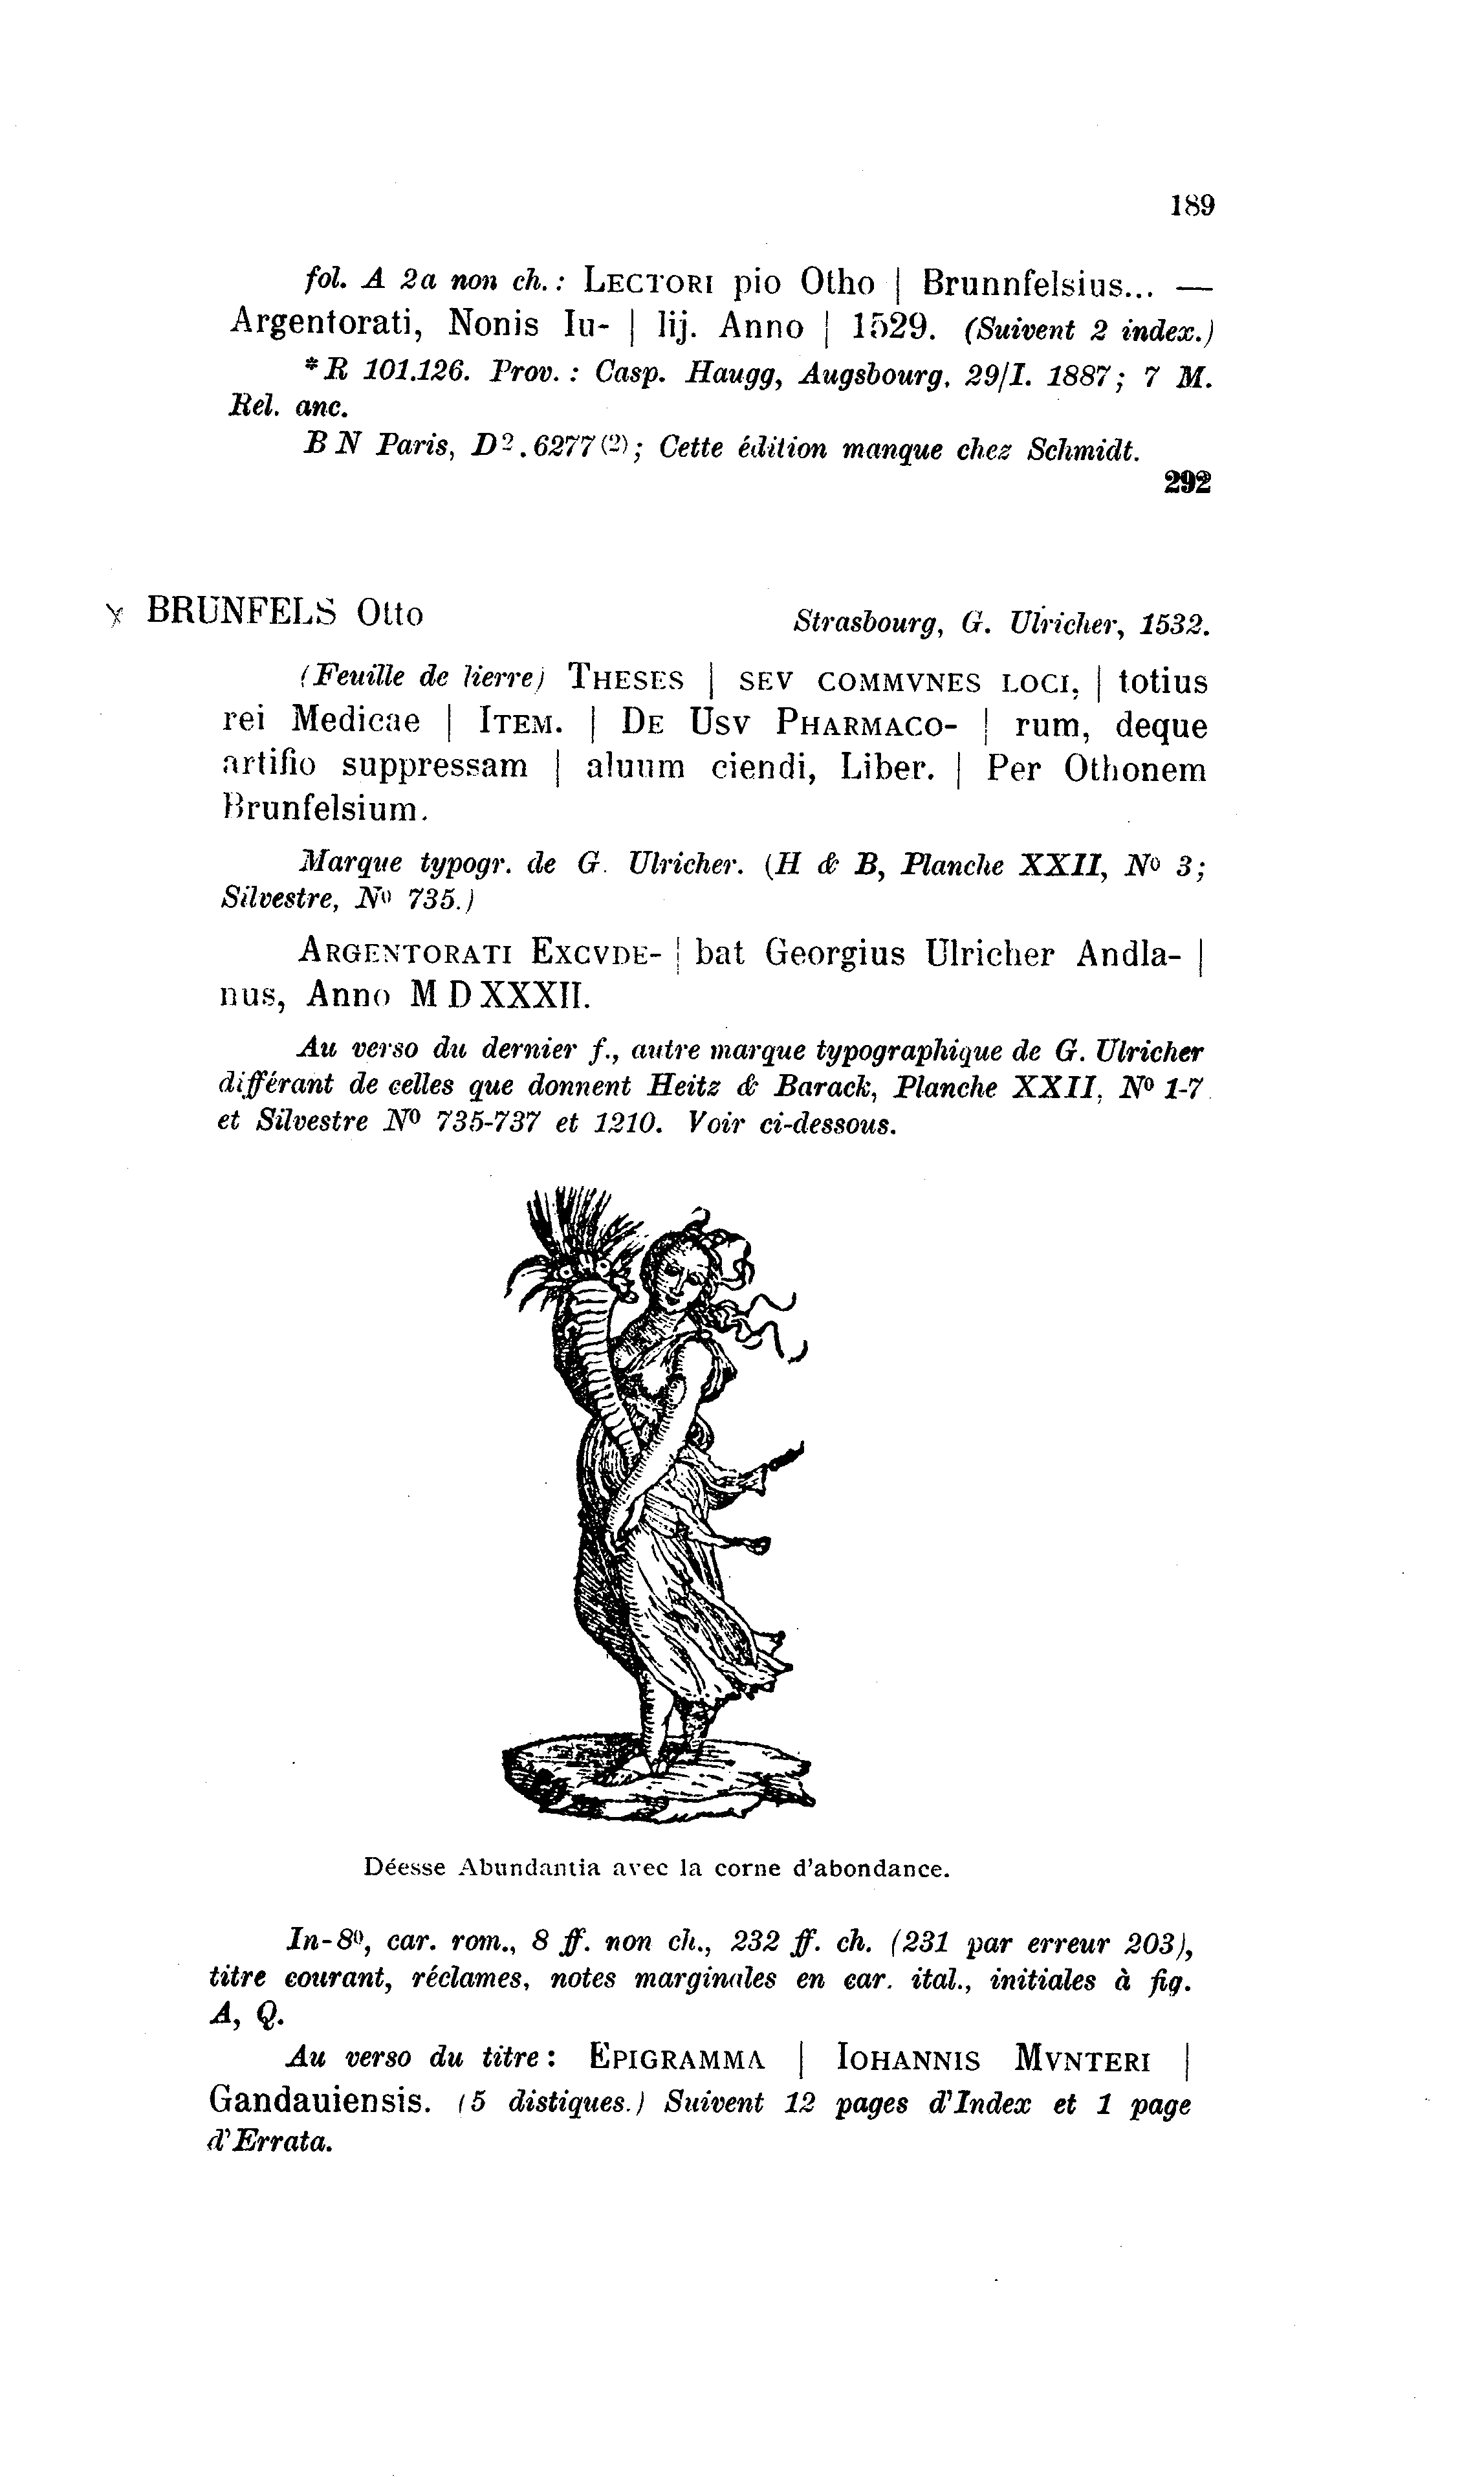 189
fol. A 2a non ch.: LECTORI pio Otho | Brunnfelsius... —
Argentorati, Nonis Iu- | lij. Anno | 1529. (Suivent 2 index.)
*R 101.126. Prov.: Casp. Haugg, Augsbourg, 29/I. 1887; 7 M.
Rel. anc.
B N Paris, D².6277(2); Cette édition manque chez Schmidt.
292
BRUNFELS Otto
Strasbourg, G. Ulricher, 1532.
(Feuille de lierre) THESES | SEV COMMVNES LOCI, | totius
rei Medicae | ITEM. | DE USV PHARMACO- | rum, deque
artifio suppressam | aluum ciendi, Liber. | Per Othonem
Brunfelsium.
Marque typogr. de G. Ulricher. (H & B, Planche XXII, Nº 3;
Silvestre, Nº 735.)
ARGENTORATI EXCVDE- | bat Georgius Ulricher Andla- |
nus, Anno M D XXXII.
Au verso du dernier f., autre marque typographique de G. Ulricher
différant de celles que donnent Heitz & Barack, Planche XXII, Nº 1-7
et Silvestre Nº 735-737 et 1210. Voir ci-dessous.
Déesse Abundantia avec la corne d'abondance.
In-8º, car. rom., 8 ff. non ch., 232 ff. ch. (231 par erreur 203),
titre courant, réclames, notes marginales en car. ital., initiales à fig.
A, Q.
Au verso du titre: EPIGRAMMA | IOHANNIS MVNTERI |
Gandauiensis. (5 distiques.) Suivent 12 pages d'Index et 1 page
d'Errata.